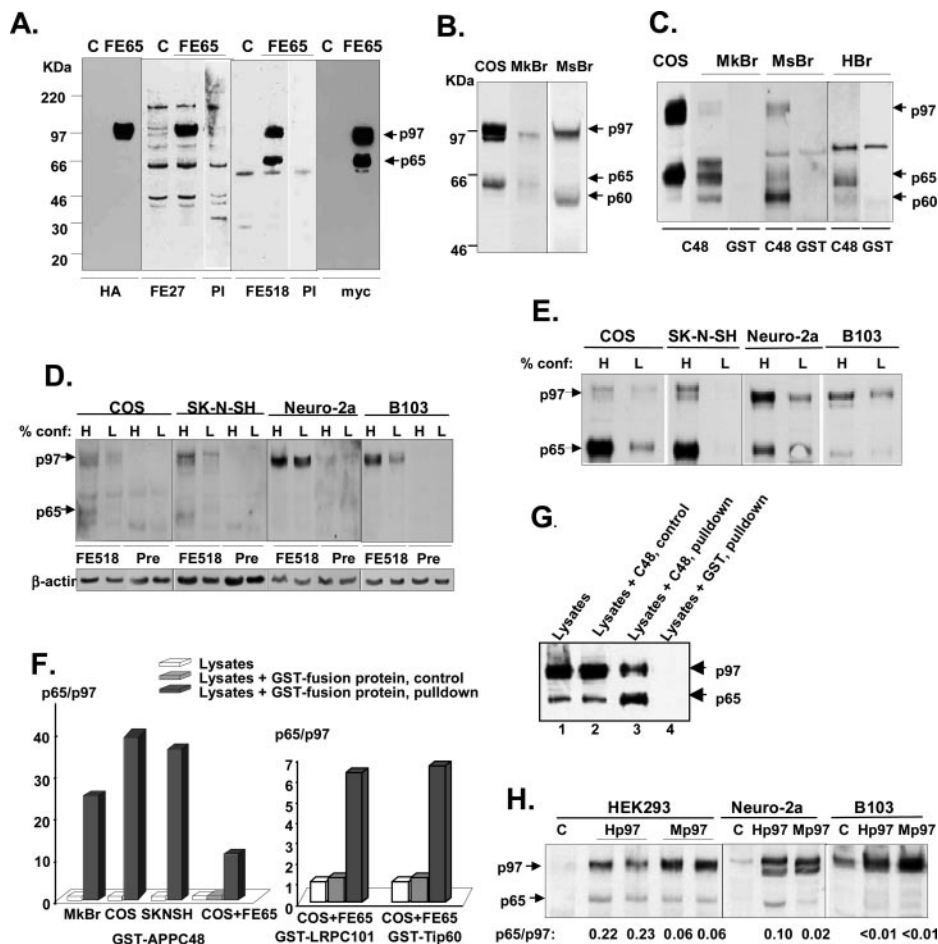 A.
C FE65 C FE65 C FE65 C FE65
KDa
220
97
66
46
30
20
p97
p65
HA FE27 PI FE518 PI myc
B.
COS MkBr MsBr
KDa
97
66
46
p97
p65
p60
C.
COS MkBr MsBr HBr
p97
p65
p60
C48 GST C48 GST C48 GST
D.
COS SK-N-SH Neuro-2a B103
% conf: H L H L H L H L H L H L H L H L
p97
p65
FE518 Pre FE518 Pre FE518 Pre FE518 Pre
β-actin
E.
COS SK-N-SH Neuro-2a B103
% conf: H L H L H L H L
p97
p65
G.
Lysates
Lysates + C48, control
Lysates + C48, pulldown
Lysates + GST, pulldown
p97
p65
1 2 3 4
F.
Lysates
Lysates + GST-fusion protein, control
Lysates + GST-fusion protein, pulldown
p65/p97
40
30
20
10
0
MkBr COS SKNSH COS+FE65
GST-APPC48
p65/p97
7
6
5
4
3
2
1
0
COS+FE65 COS+FE65
GST-LRPC101 GST-Tip60
H.
HEK293 Neuro-2a B103
C Hp97 Mp97 C Hp97 Mp97 C Hp97 Mp97
p97
p65
p65/p97: 0.22 0.23 0.06 0.06 0.10 0.02 <0.01 <0.01